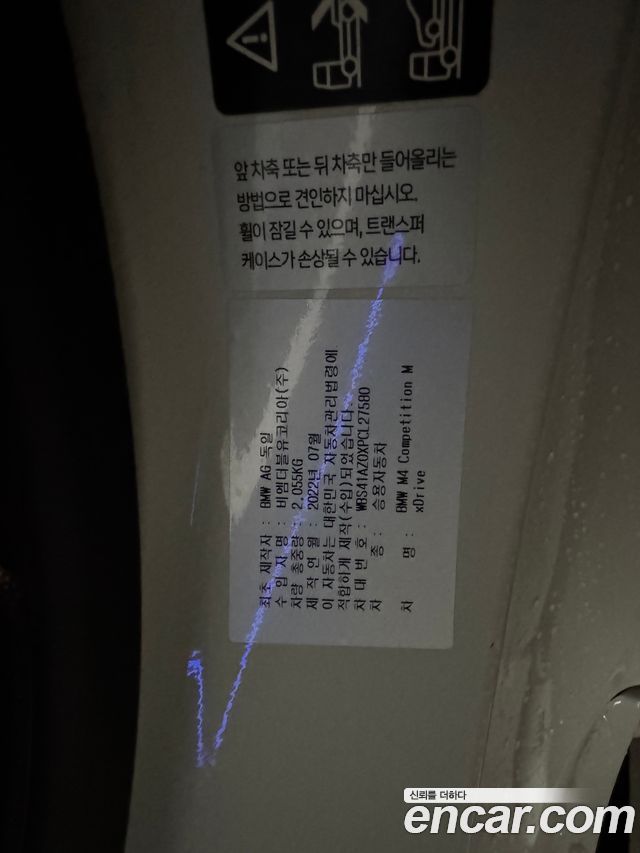 앞 차축 또는 뒤 차축만 들어올리는
방법으로 견인하지 마십시오.
휠이 잠길 수 있으며, 트랜스퍼
케이스가 손상될 수 있습니다.
최초 제작자 : BMW AG 독일
수 입 자 명 : 비엠더블유코리아(주)
차량 총중량 : 2,055KG
제 작 연 월 : 2022년 07월
이 자동차는 대한민국 자동차관리법령에
적합하게 제작(수입)되었습니다.
차 대 번 호 : WBS41AZ0XPCL27580
차 종 : 승용자동차
차 명 : BMW M4 Competition M
xDrive
신뢰를 더하다
encar.com